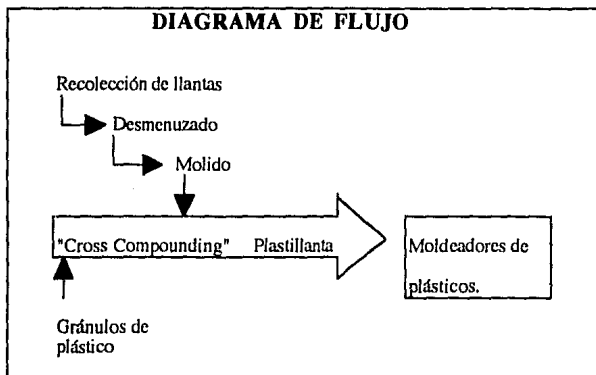 DIAGRAMA DE FLUJO
Recolección de llantas
Desmenuzado
Molido
"Cross Compounding" Plastillanta
Moldeadores de
plásticos.
Gránulos de
plástico